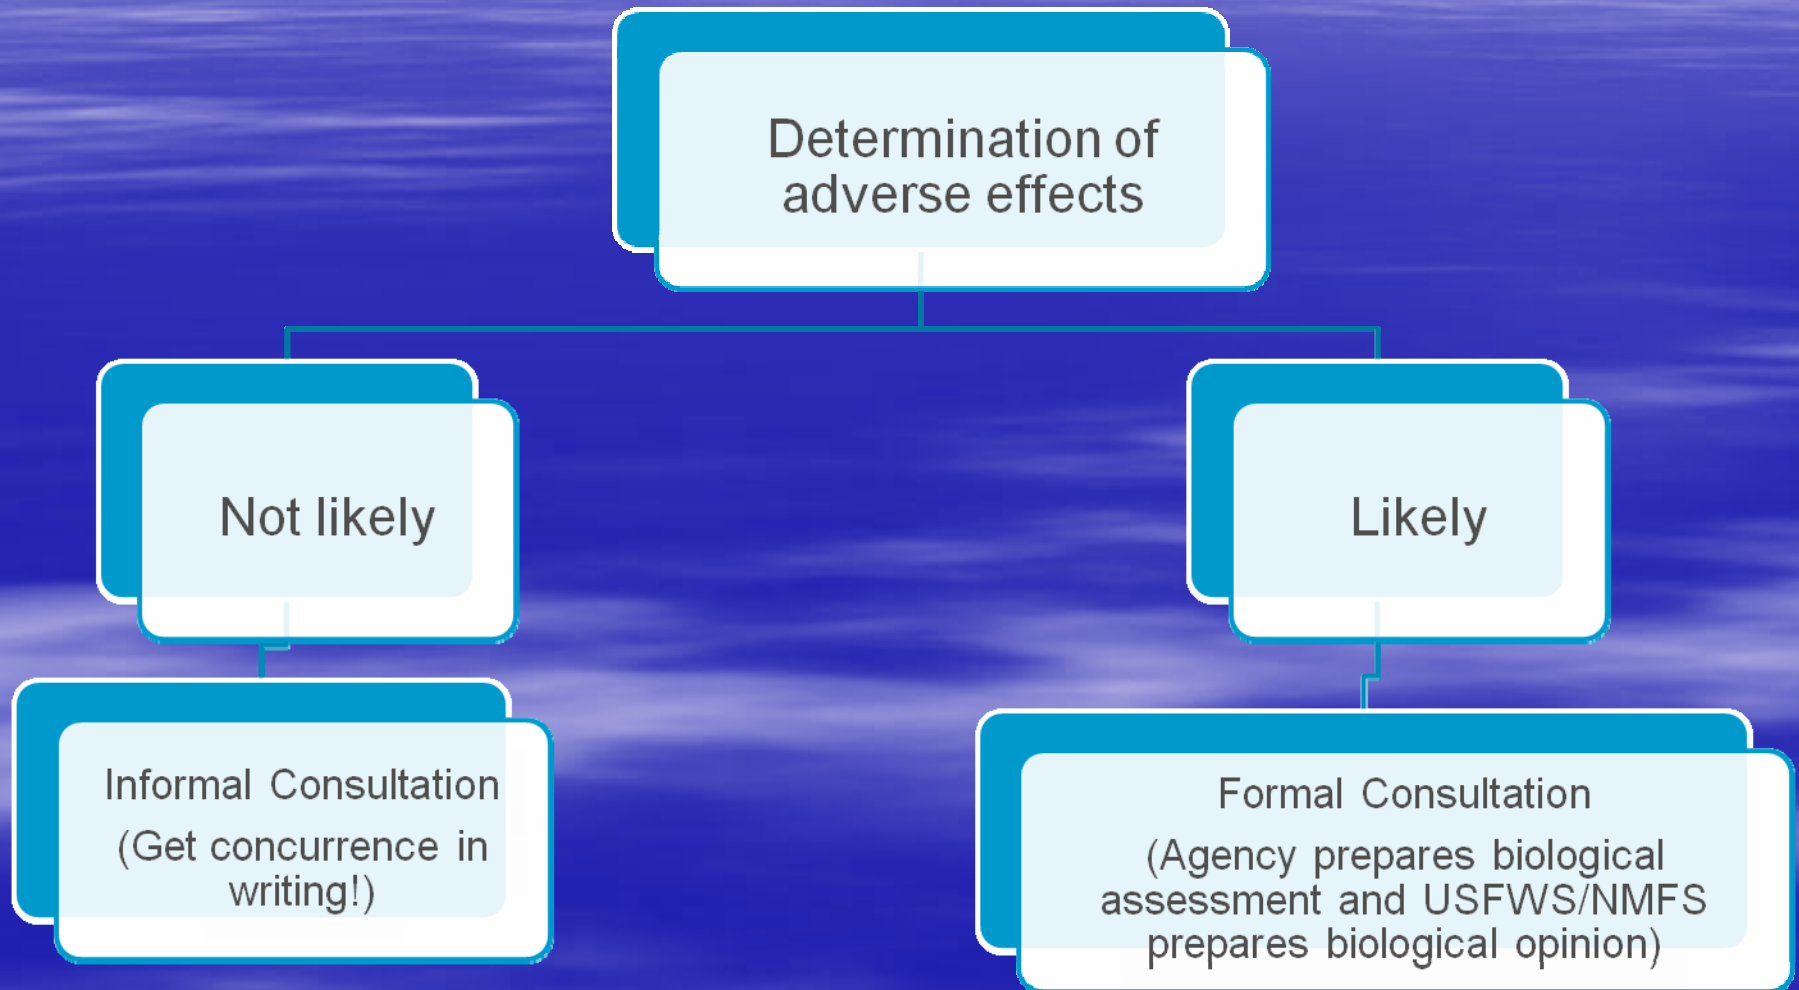 Determination of
adverse effects
Not likely
Likely
Informal Consultation
(Get concurrence in
writing!)
Formal Consultation
(Agency prepares biological
assessment and USFWS/NMFS
prepares biological opinion)